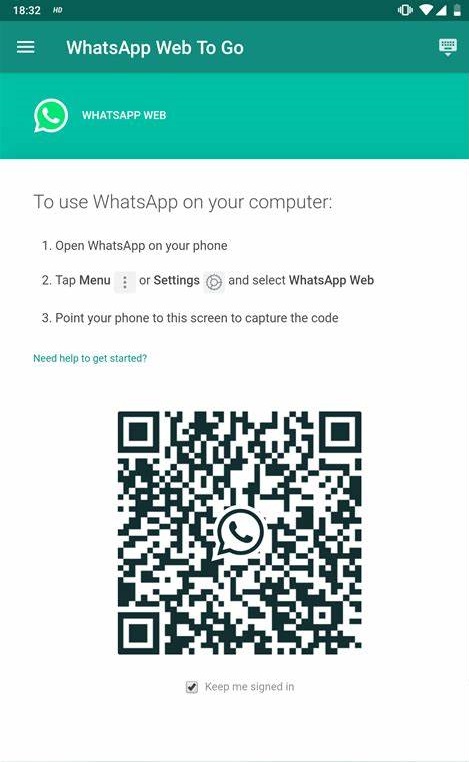 18:32 HD
WhatsApp Web To Go
WHATSAPP WEB
To use WhatsApp on your computer:
1. Open WhatsApp on your phone
2. Tap Menu or Settings and select WhatsApp Web
3. Point your phone to this screen to capture the code
Need help to get started?
Keep me signed in